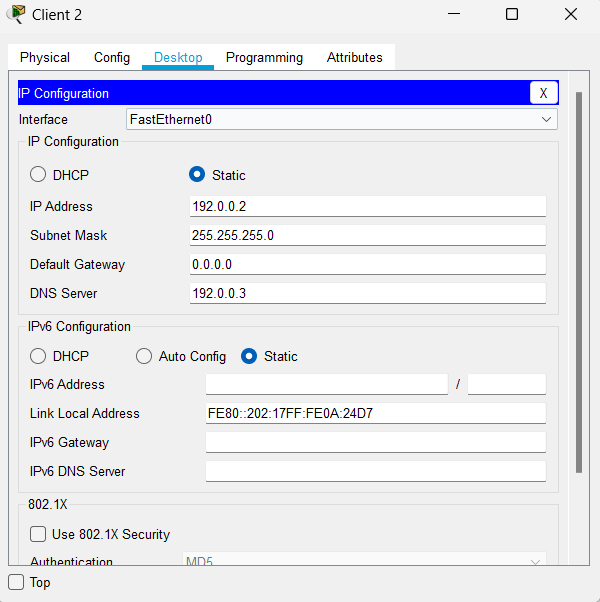 Client 2
Physical Config Desktop Programming Attributes
IP Configuration X
Interface FastEthernet0
IP Configuration
DHCP Static
IP Address 192.0.0.2
Subnet Mask 255.255.255.0
Default Gateway 0.0.0.0
DNS Server 192.0.0.3
IPv6 Configuration
DHCP Auto Config Static
IPv6 Address /
Link Local Address FE80::202:17FF:FE0A:24D7
IPv6 Gateway
IPv6 DNS Server
802.1X
Use 802.1X Security
Authentication MD5
Top